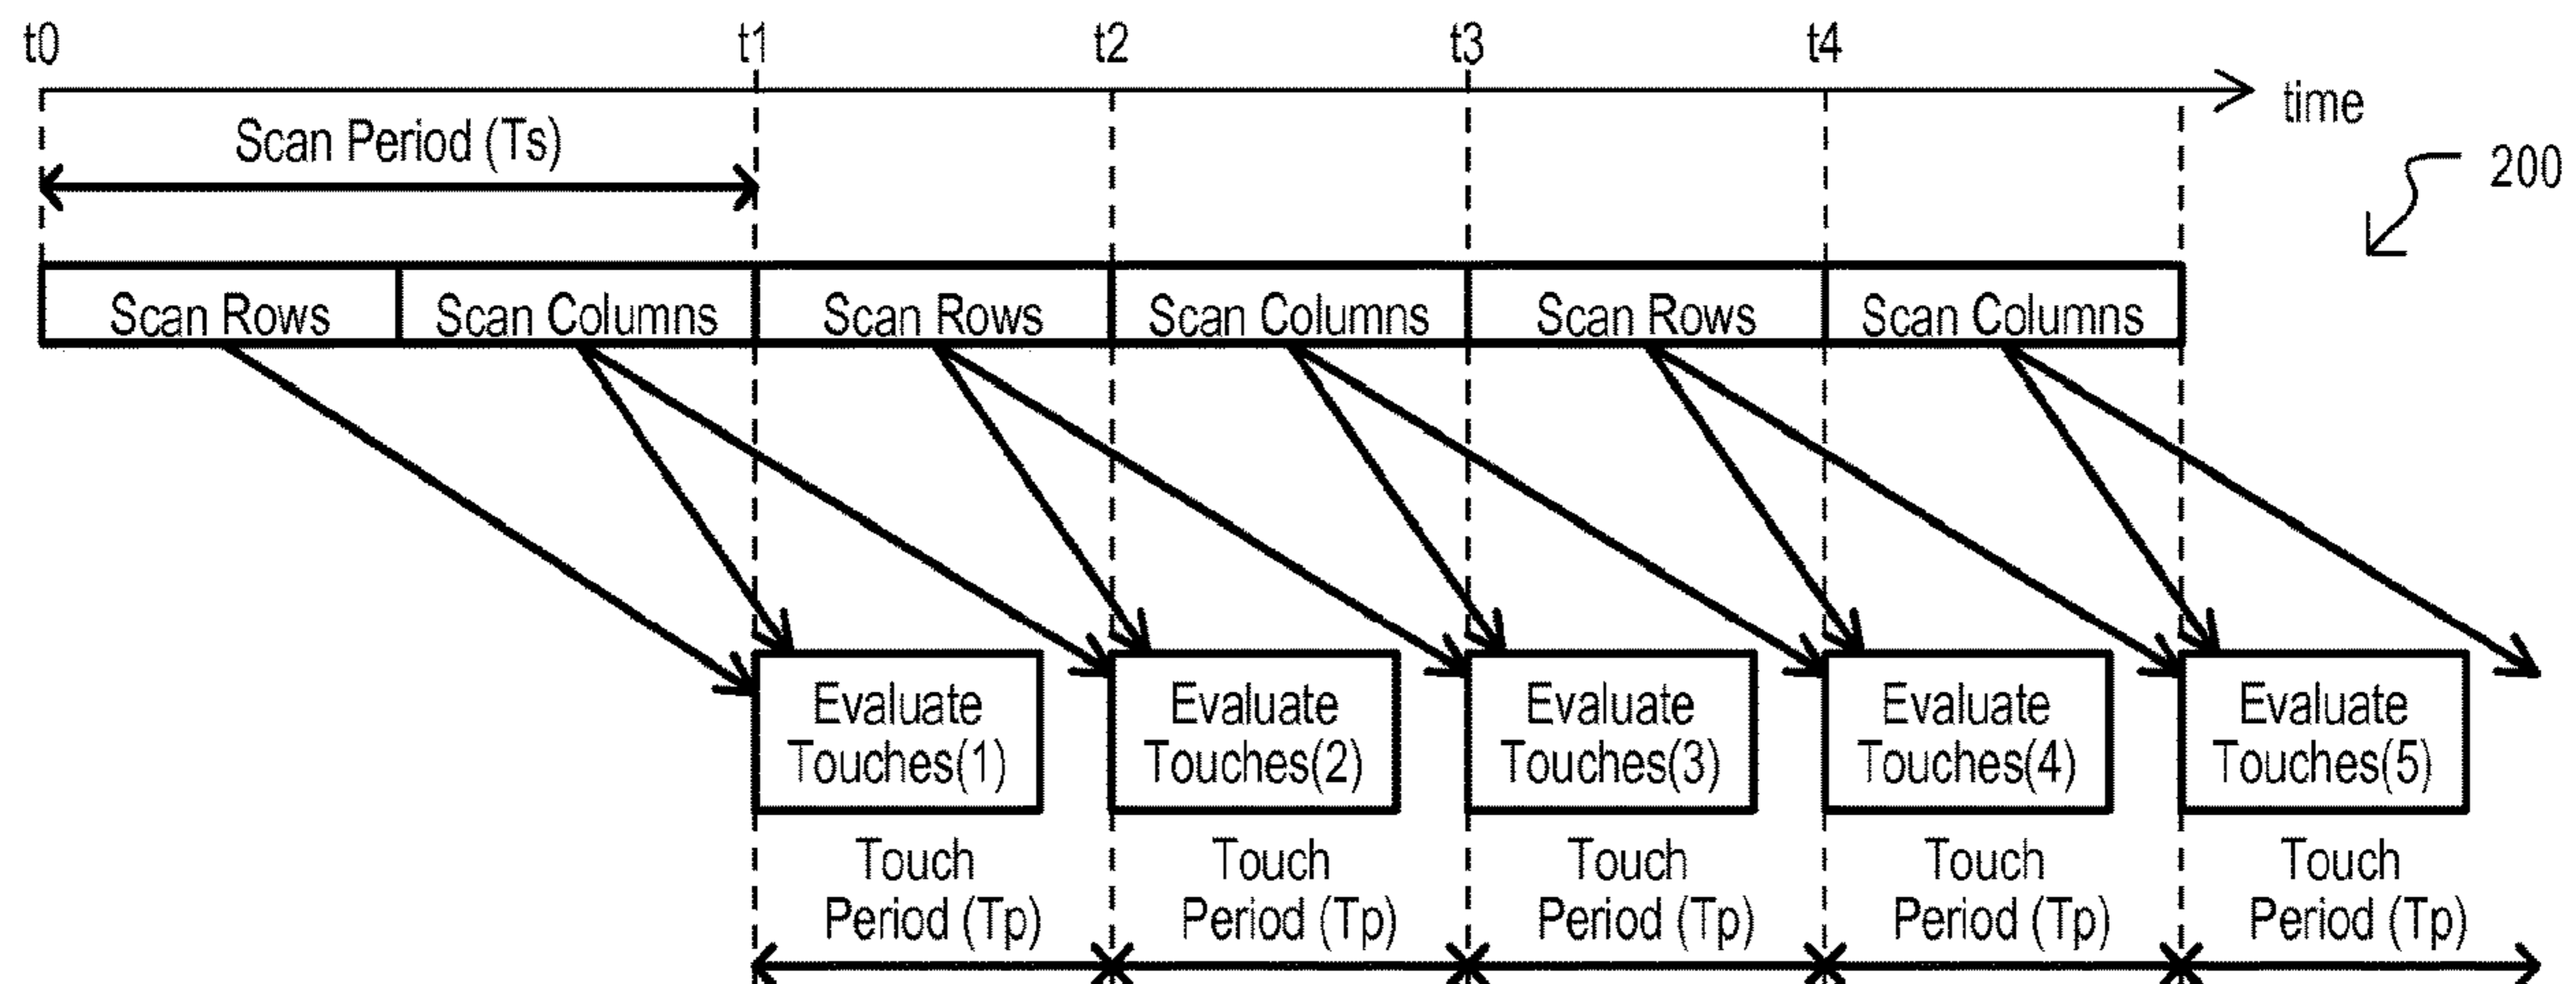 t0 t1 t2 t3 t4
time
Scan Period (Ts)
200
Scan Rows Scan Columns Scan Rows Scan Columns Scan Rows Scan Columns
Evaluate Evaluate Evaluate Evaluate Evaluate
Touches(1) Touches(2) Touches(3) Touches(4) Touches(5)
Touch Touch Touch Touch Touch
Period (Tp) Period (Tp) Period (Tp) Period (Tp) Period (Tp)